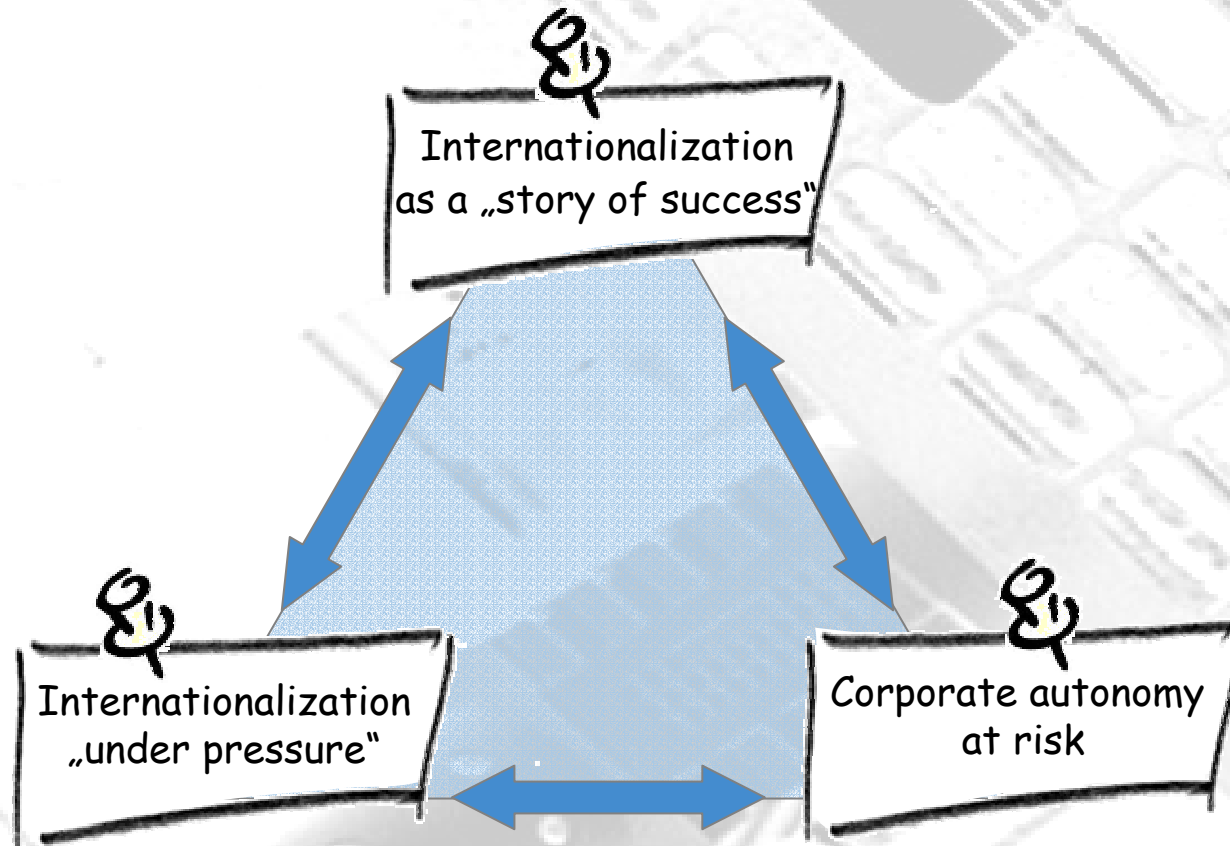 Internationalization
as a „story of success“
Internationalization
„under pressure“
Corporate autonomy
at risk